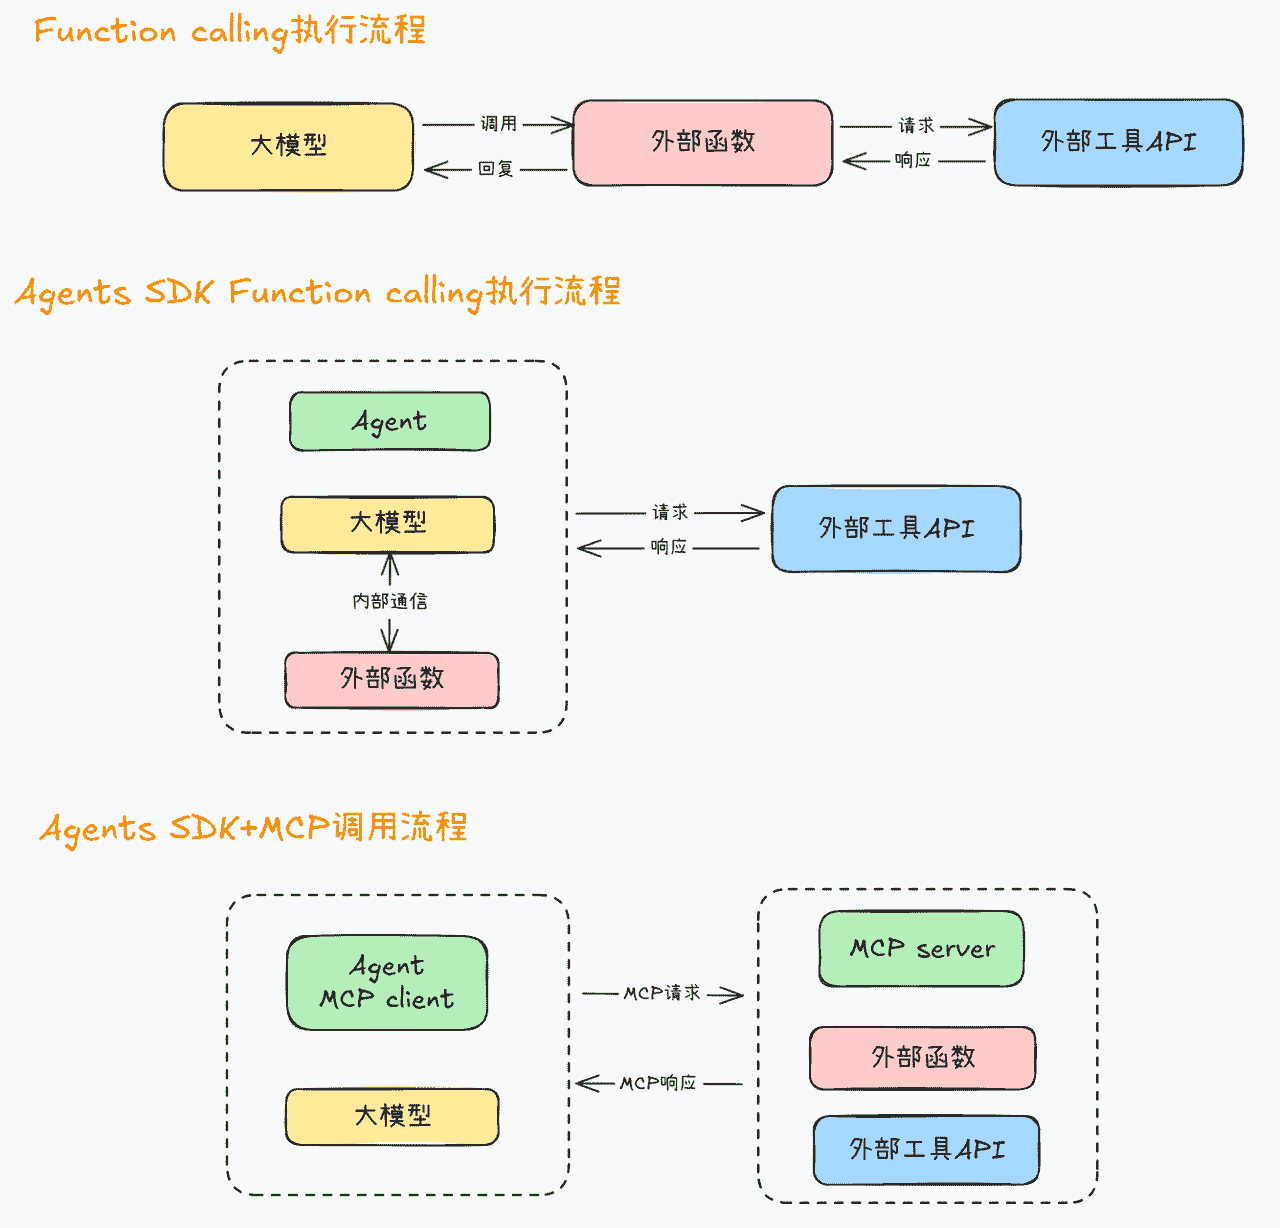 Function calling执行流程
大模型
调用
回复
外部函数
请求
响应
外部工具API
Agents SDK Function calling执行流程
Agent
大模型
内部通信
外部函数
请求
响应
外部工具API
Agents SDK+MCP调用流程
Agent
MCP client
大模型
MCP请求
MCP响应
MCP server
外部函数
外部工具API